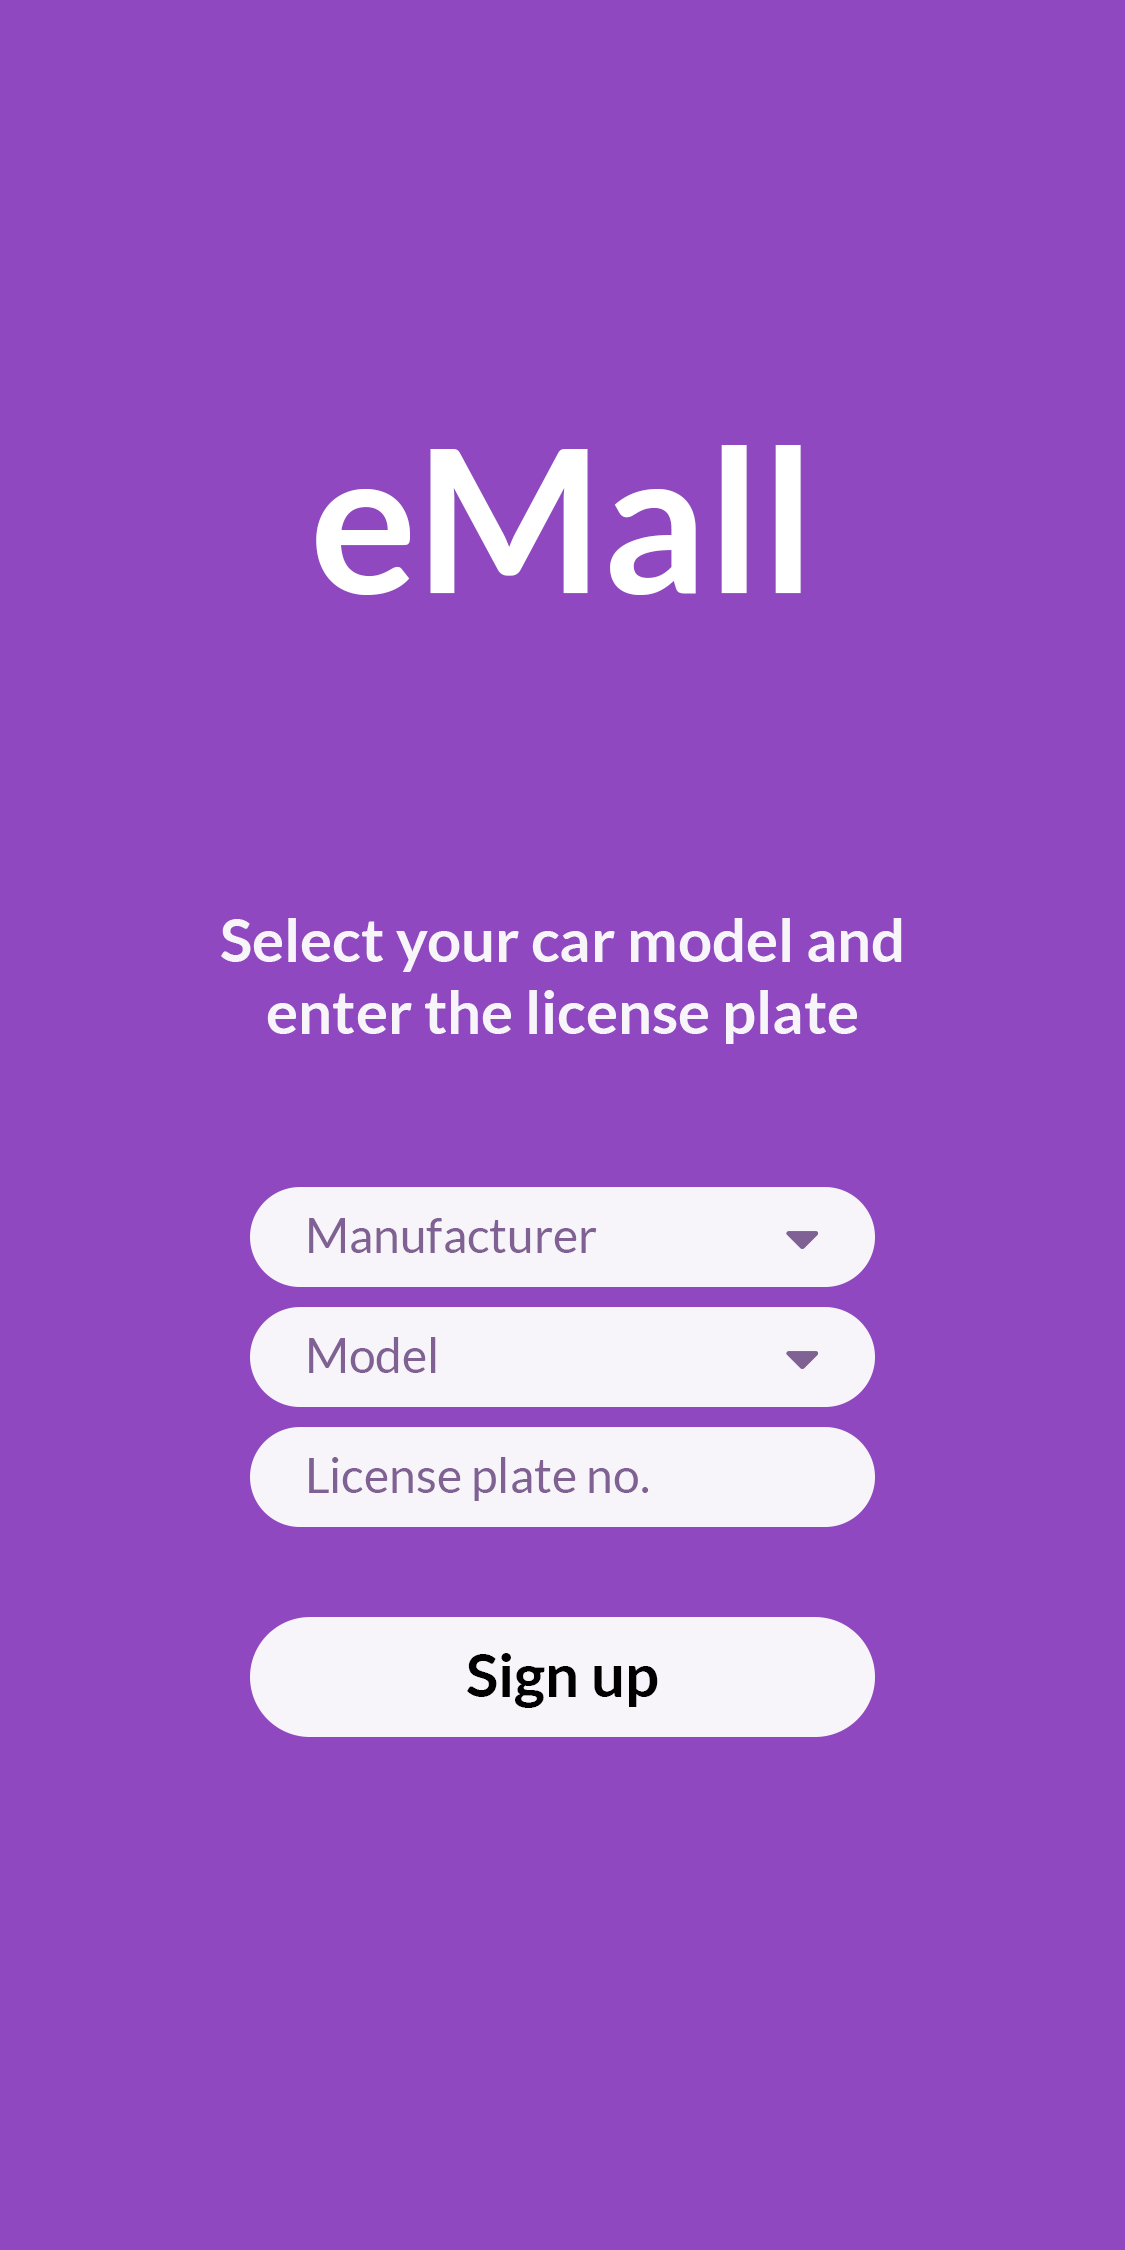 eMall
Select your car model and
enter the license plate
Manufacturer
Model
License plate no.
Sign up